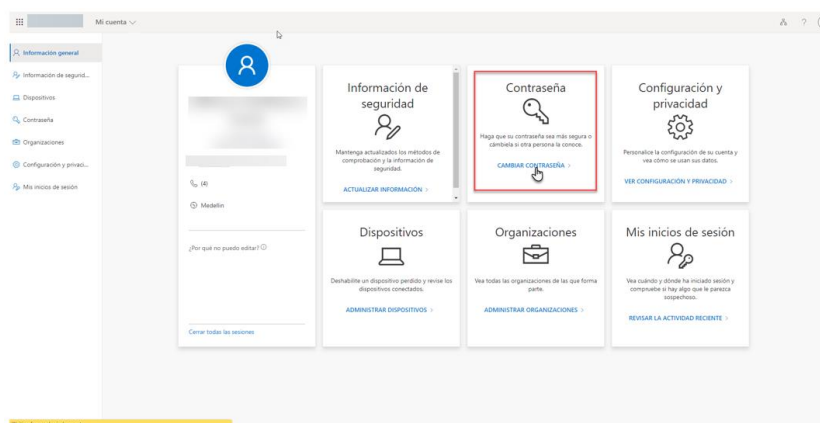 Mi cuenta
Información general
Información de segurid...
Dispositivos
Contraseña
Organizaciones
Configuración y privaci...
Mis inicios de sesión
(4)
Medellin
¿Por qué no puedo editar?
Cerrar todas las sesiones
Información de
seguridad
Mantenga actualizados los métodos de
comprobación y la información de
seguridad.
ACTUALIZAR INFORMACIÓN >
Contraseña
Haga que su contraseña sea más segura o
cámbiela si otra persona la conoce.
CAMBIAR CONTRASEÑA >
Configuración y
privacidad
Personalice la configuración de su cuenta y
vea cómo se usan sus datos.
VER CONFIGURACIÓN Y PRIVACIDAD >
Dispositivos
Deshabilite un dispositivo perdido y revise los
dispositivos conectados.
ADMINISTRAR DISPOSITIVOS >
Organizaciones
Vea todas las organizaciones de las que forma
parte.
ADMINISTRAR ORGANIZACIONES >
Mis inicios de sesión
Vea cuándo y dónde ha iniciado sesión y
compruebe si hay algo que le parezca
sospechoso.
REVISAR LA ACTIVIDAD RECIENTE >